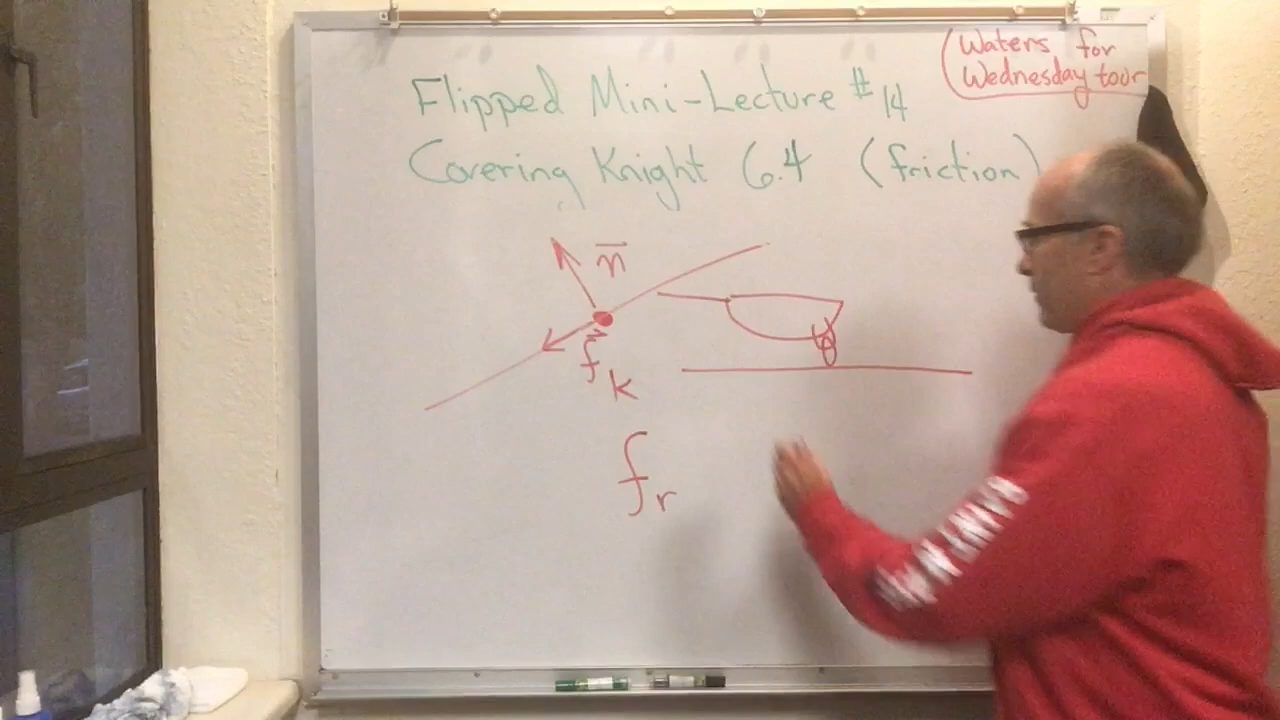 (Waters for
Wednesday tour
Flipped Mini-Lecture #14
Covering Knight 6.4 (friction)
n
f k
f r